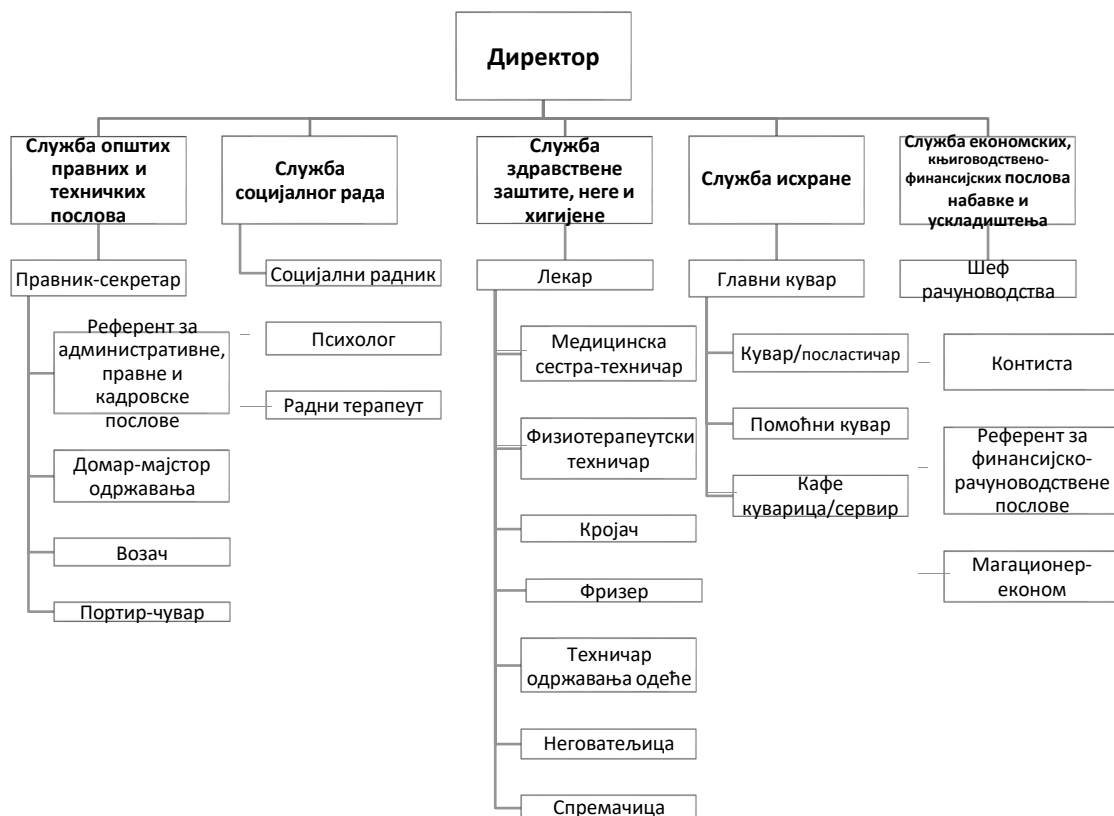 Директор
Служба општих
правних и
техничких
послова
Служба
социјалног рада
Служба
здравствене
заштите, неге и
хигијене
Служба исхране
Служба економских,
књиговодствено-
финансијских послова
набавке и
ускладиштења
Правник-секретар
Референт за
административне,
правне и
кадровске
послове
Домар-мајстор
одржавања
Возач
Портир-чувар
Социјални радник
Психолог
Радни терапеут
Лекар
Медицинска
сестра-техничар
Физиотерапеутски
техничар
Кројач
Фризер
Техничар
одржавања одеће
Неговатељица
Спремачица
Главни кувар
Кувар/посластичар
Помоћни кувар
Кафе
куварица/сервир
Шеф
рачуноводства
Контиста
Референт за
финансијско-
рачуноводствене
послове
Магационер-
економ